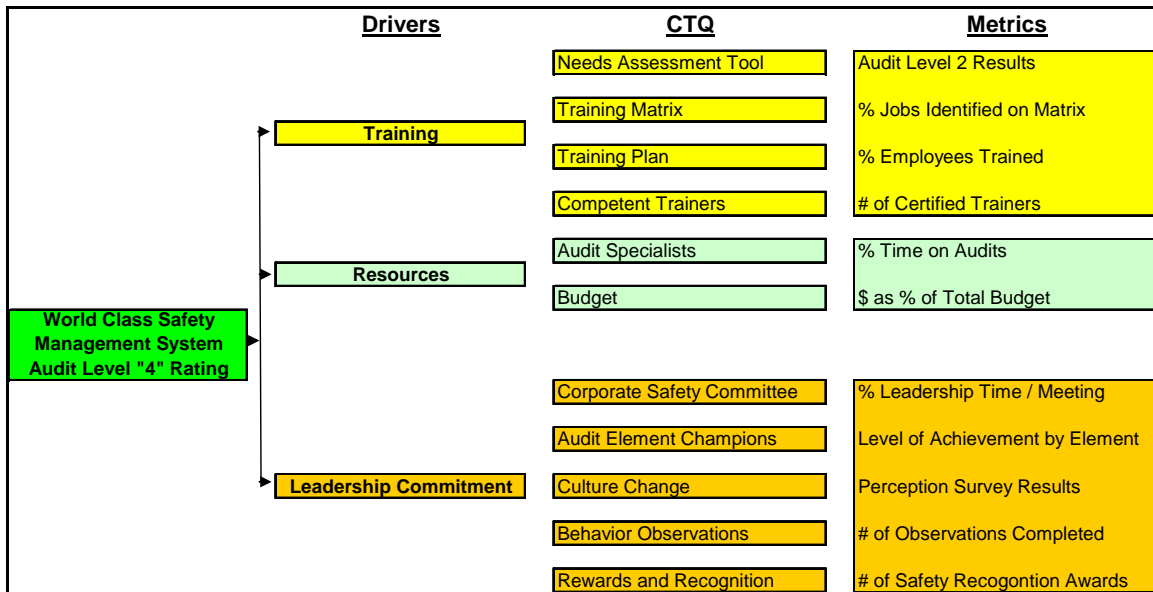 Drivers
CTQ
Metrics
Needs Assessment Tool
Audit Level 2 Results
Training Matrix
% Jobs Identified on Matrix
Training
Training Plan
% Employees Trained
Competent Trainers
# of Certified Trainers
Audit Specialists
% Time on Audits
Resources
Budget
$ as % of Total Budget
World Class Safety
Management System
Audit Level "4" Rating
Corporate Safety Committee
% Leadership Time / Meeting
Audit Element Champions
Level of Achievement by Element
Leadership Commitment
Culture Change
Perception Survey Results
Behavior Observations
# of Observations Completed
Rewards and Recognition
# of Safety Recogontion Awards